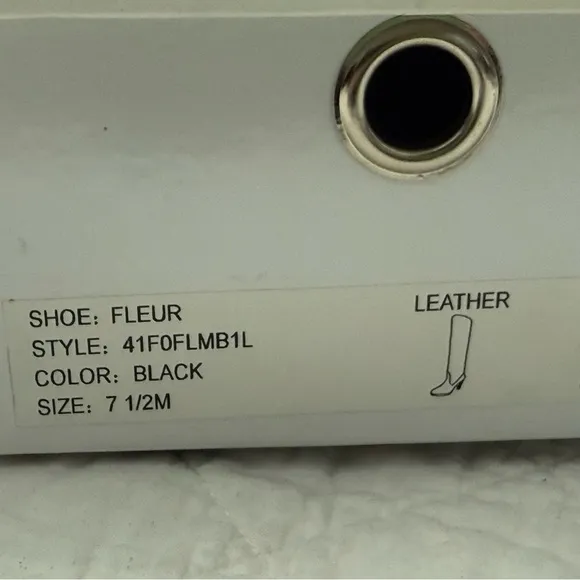 SHOE: FLEUR
STYLE: 41F0FLMB1L
COLOR: BLACK
SIZE: 7 1/2M
LEATHER